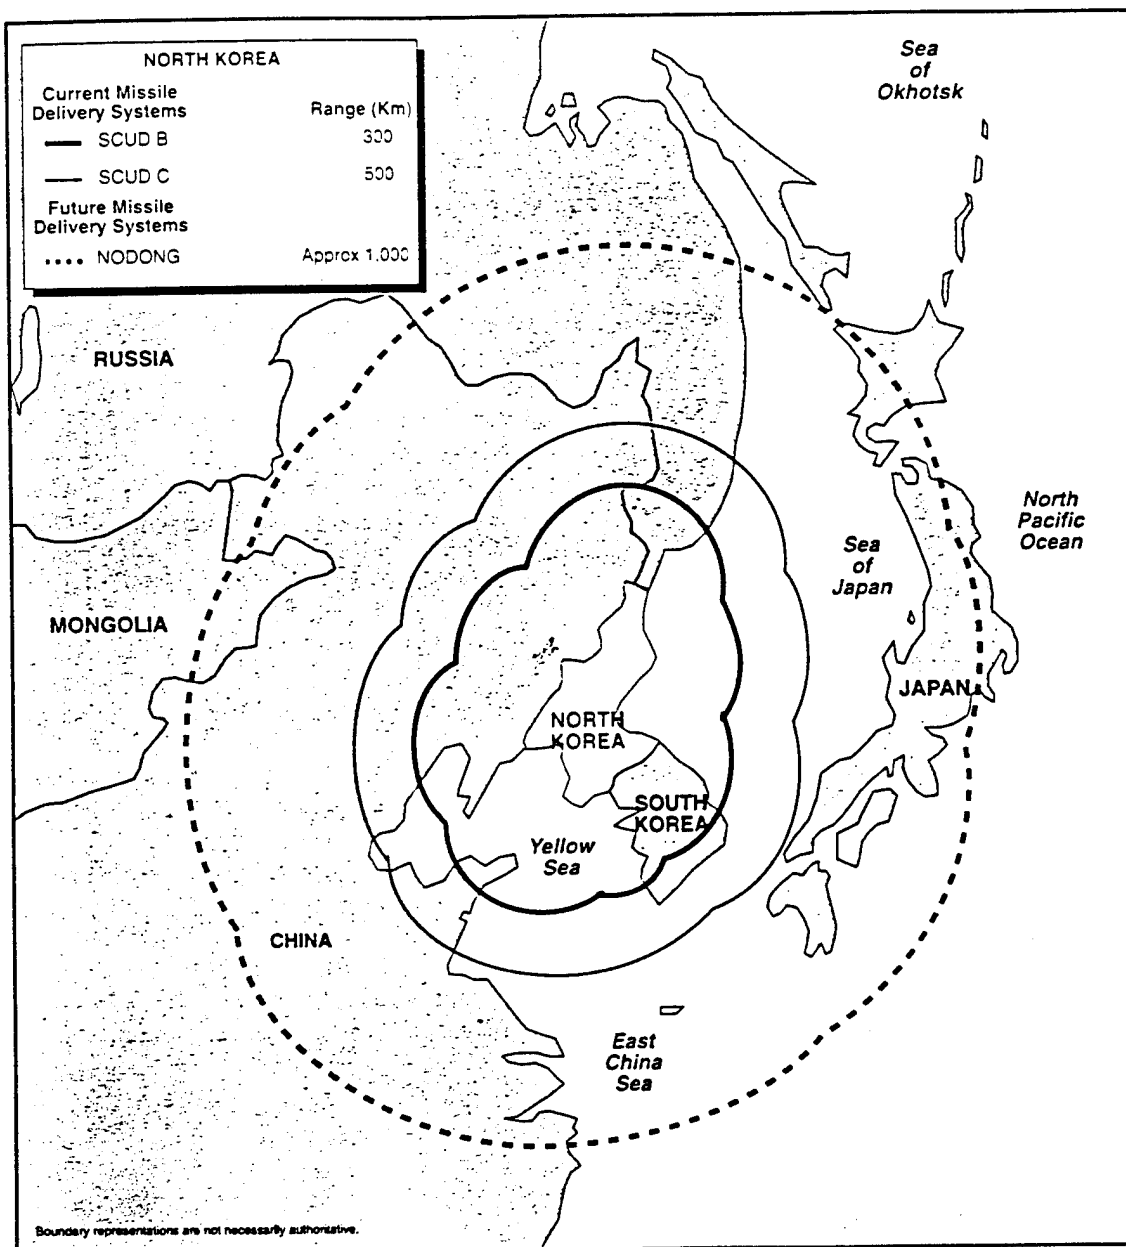 NORTH KOREA
Current Missile
Delivery Systems Range (Km)
SCUD B 300
SCUD C 500
Future Missile
Delivery Systems
NODONG Approx 1,000
Sea
of
Okhotsk
RUSSIA
North
Pacific
Ocean
Sea
of
Japan
MONGOLIA
JAPAN
NORTH
KOREA
SOUTH
KOREA
Yellow
Sea
CHINA
East
China
Sea
Boundary representations are not necessarily authoritative.